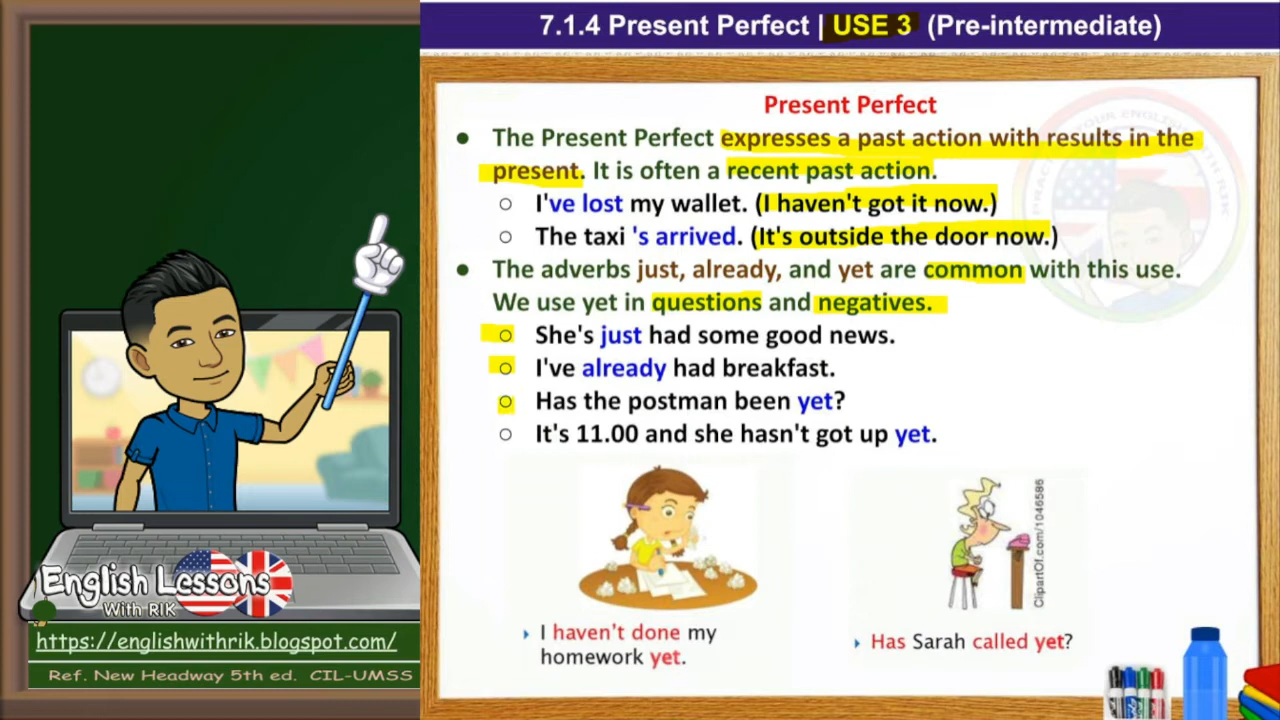 7.1.4 Present Perfect | USE 3 (Pre-intermediate)
Present Perfect
● The Present Perfect expresses a past action with results in the
present. It is often a recent past action.
○ I've lost my wallet. (I haven't got it now.)
○ The taxi 's arrived. (It's outside the door now.)
● The adverbs just, already, and yet are common with this use.
We use yet in questions and negatives.
○ She's just had some good news.
○ I've already had breakfast.
○ Has the postman been yet?
○ It's 11.00 and she hasn't got up yet.
I haven't done my
homework yet.
Has Sarah called yet?
ClipartOf.com/1046586
English Lessons
With RIK
https://englishwithrik.blogspot.com/
Ref. New Headway 5th ed. CIL-UMSS